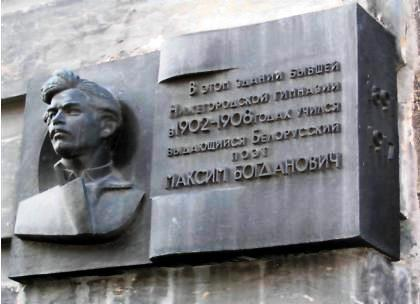 В этом здании бывшей
Нижегородской гимназии
в 1902-1908 годах учился
выдающийся Белорусский
поэт
Максим Богданович